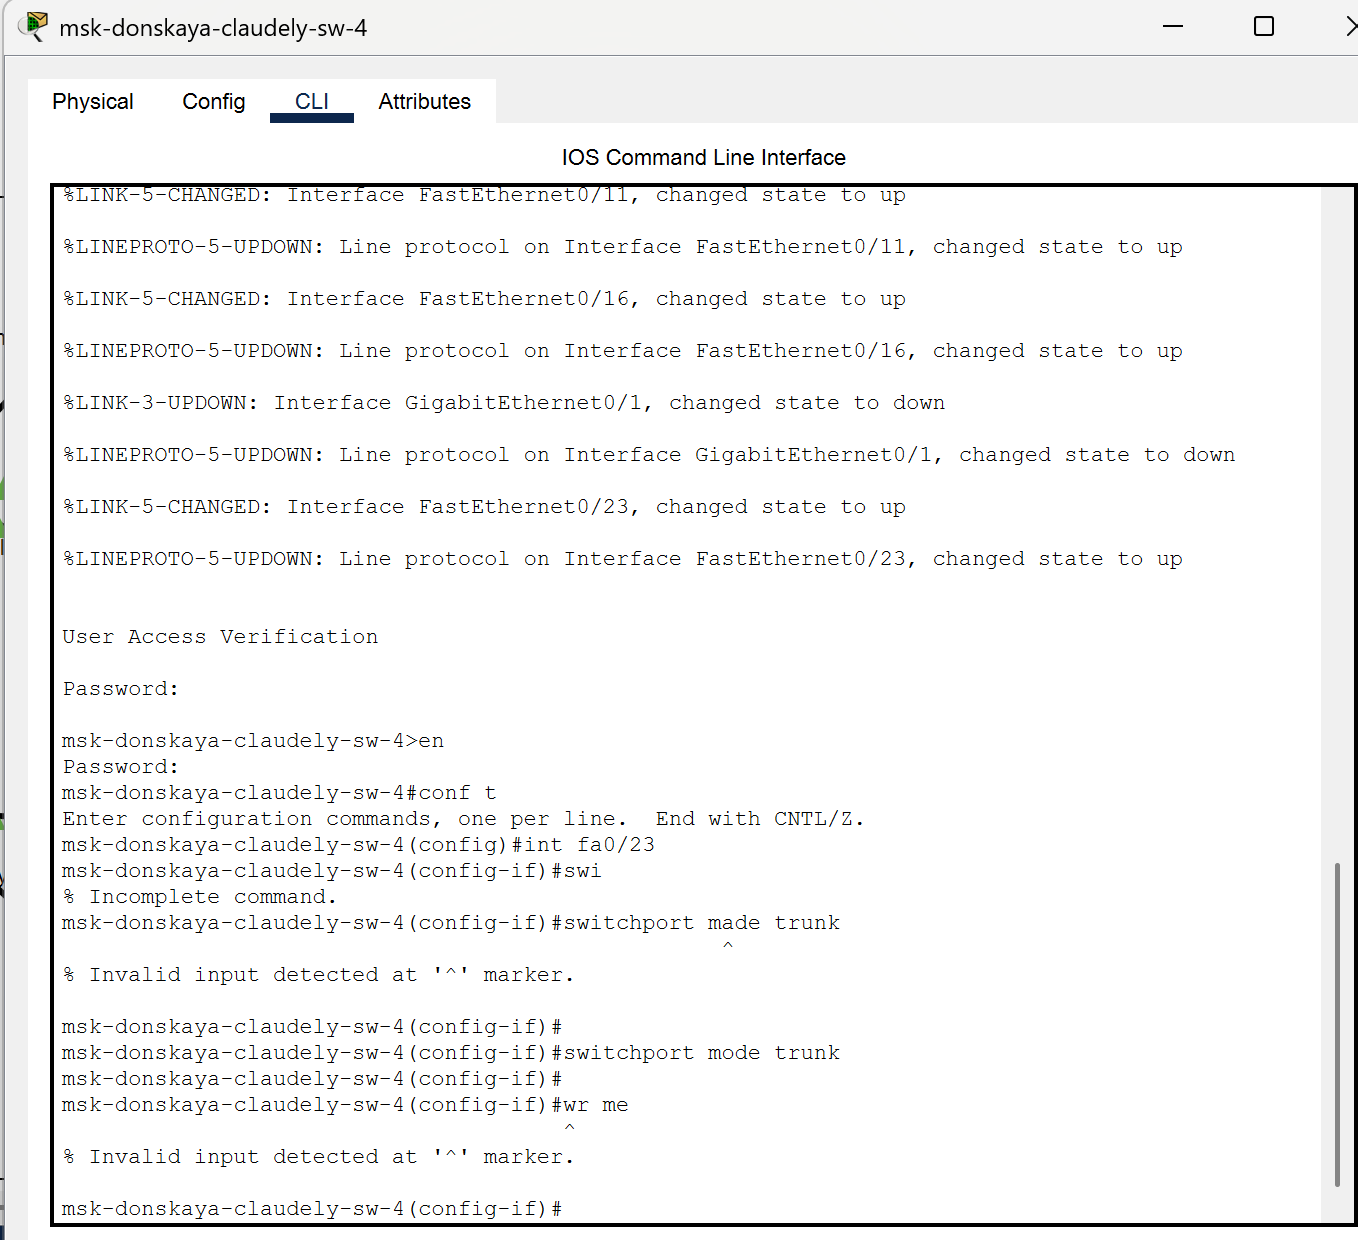 msk-donskaya-claudely-sw-4
Physical Config CLI Attributes
IOS Command Line Interface
%LINK-5-CHANGED: Interface FastEthernet0/11, changed state to up
%LINEPROTO-5-UPDOWN: Line protocol on Interface FastEthernet0/11, changed state to up
%LINK-5-CHANGED: Interface FastEthernet0/16, changed state to up
%LINEPROTO-5-UPDOWN: Line protocol on Interface FastEthernet0/16, changed state to up
%LINK-3-UPDOWN: Interface GigabitEthernet0/1, changed state to down
%LINEPROTO-5-UPDOWN: Line protocol on Interface GigabitEthernet0/1, changed state to down
%LINK-5-CHANGED: Interface FastEthernet0/23, changed state to up
%LINEPROTO-5-UPDOWN: Line protocol on Interface FastEthernet0/23, changed state to up
User Access Verification
Password:
msk-donskaya-claudely-sw-4>en
Password:
msk-donskaya-claudely-sw-4#conf t
Enter configuration commands, one per line.  End with CNTL/Z.
msk-donskaya-claudely-sw-4(config)#int fa0/23
msk-donskaya-claudely-sw-4(config-if)#swi
% Incomplete command.
msk-donskaya-claudely-sw-4(config-if)#switchport made trunk
^
% Invalid input detected at '^' marker.
msk-donskaya-claudely-sw-4(config-if)#
msk-donskaya-claudely-sw-4(config-if)#switchport mode trunk
msk-donskaya-claudely-sw-4(config-if)#
msk-donskaya-claudely-sw-4(config-if)#wr me
^
% Invalid input detected at '^' marker.
msk-donskaya-claudely-sw-4(config-if)#